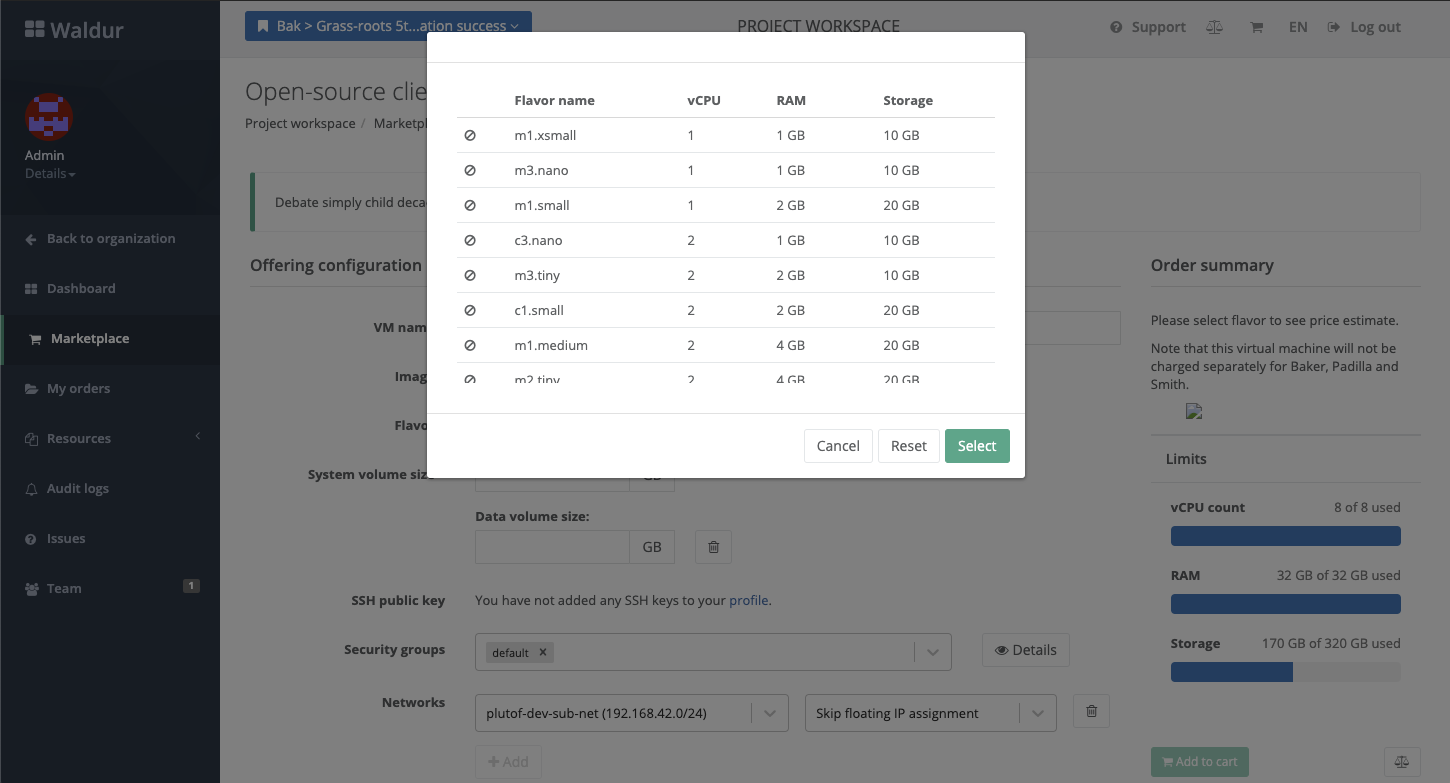 Waldur
Bak > Grass-roots 5t...ation success
PROJECT WORKSPACE
Support
EN
Log out
Admin
Details
Back to organization
Dashboard
Marketplace
My orders
Resources
Audit logs
Issues
Team
1
Open-source clie
Project workspace / Marketpl
Debate simply child deca
Offering configuration
VM nam
Imag
Flavo
System volume siz
GB
Data volume size:
GB
SSH public key
You have not added any SSH keys to your profile.
Security groups
default
Details
Networks
plutof-dev-sub-net (192.168.42.0/24)
Skip floating IP assignment
Add
Flavor name vCPU RAM Storage
m1.xsmall 1 1 GB 10 GB
m3.nano 1 1 GB 10 GB
m1.small 1 2 GB 20 GB
c3.nano 2 1 GB 10 GB
m3.tiny 2 2 GB 10 GB
c1.small 2 2 GB 20 GB
m1.medium 2 4 GB 20 GB
m2.tiny 2 4 GB 20 GB
Cancel
Reset
Select
Order summary
Please select flavor to see price estimate.
Note that this virtual machine will not be
charged separately for Baker, Padilla and
Smith.
Limits
vCPU count 8 of 8 used
RAM 32 GB of 32 GB used
Storage 170 GB of 320 GB used
Add to cart